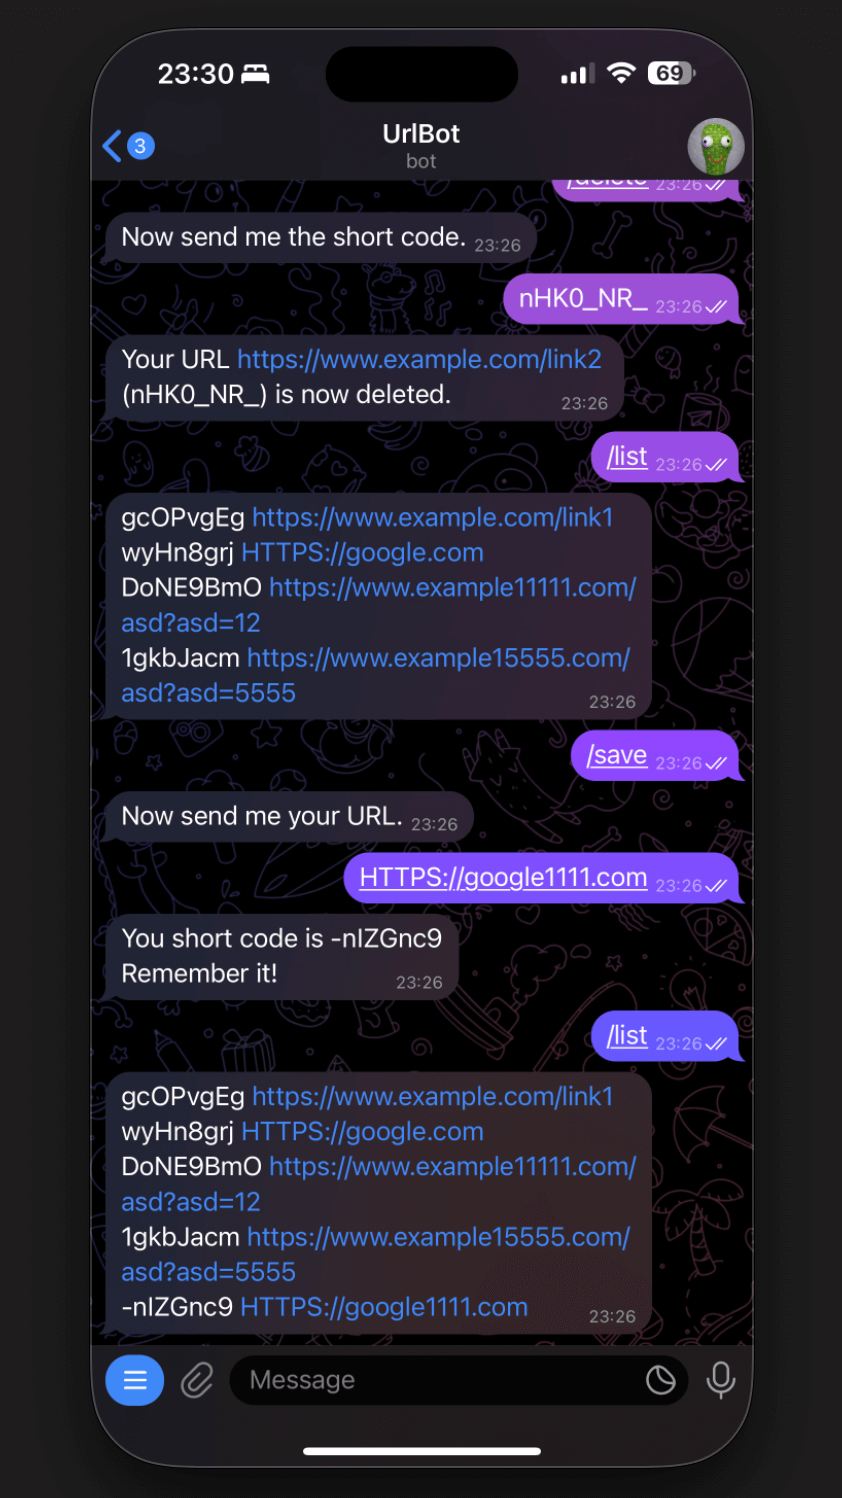 23:30
69
3
UrlBot
bot
/delete 23:26
Now send me the short code. 23:26
nHK0_NR_ 23:26
Your URL https://www.example.com/link2
(nHK0_NR_) is now deleted. 23:26
/list 23:26
gcOPvgEg https://www.example.com/link1
wyHn8grj HTTPS://google.com
DoNE9BmO https://www.example11111.com/
asd?asd=12
1gkbJacm https://www.example15555.com/
asd?asd=5555 23:26
/save 23:26
Now send me your URL. 23:26
HTTPS://google1111.com 23:26
You short code is -nIZGnc9
Remember it! 23:26
/list 23:26
gcOPvgEg https://www.example.com/link1
wyHn8grj HTTPS://google.com
DoNE9BmO https://www.example11111.com/
asd?asd=12
1gkbJacm https://www.example15555.com/
asd?asd=5555
-nIZGnc9 HTTPS://google1111.com 23:26
Message